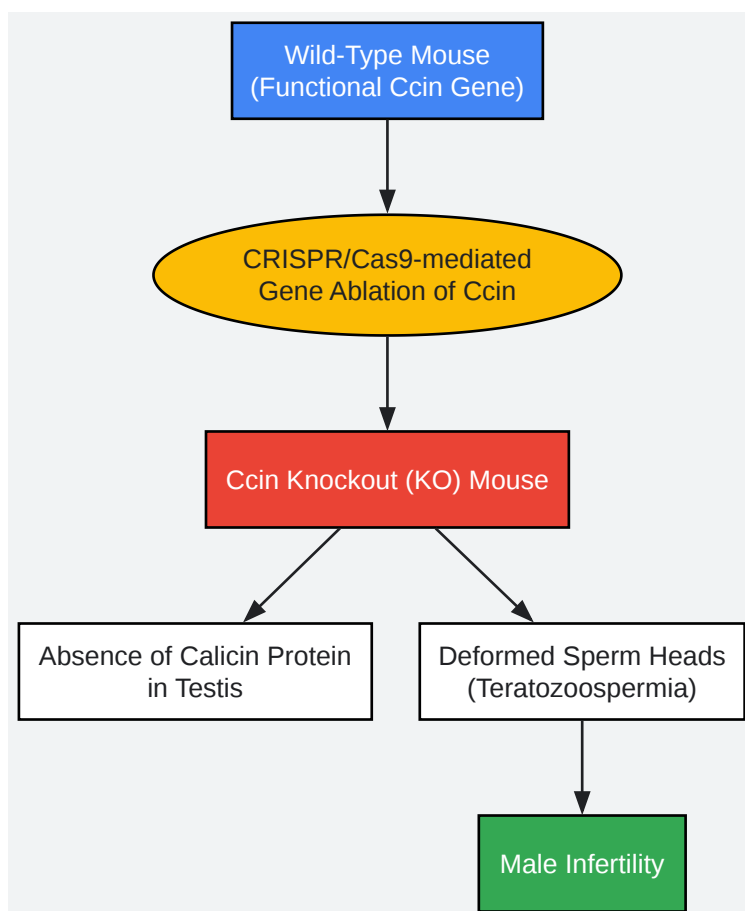 Wild-Type Mouse
(Functional Ccin Gene)
CRISPR/Cas9-mediated
Gene Ablation of Ccin
Ccin Knockout (KO) Mouse
Absence of Calicin Protein
in Testis
Deformed Sperm Heads
(Teratozoospermia)
Male Infertility